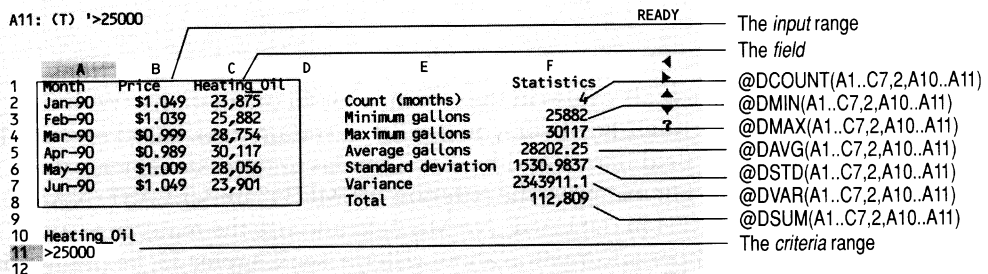 A11: (T) '>25000 READY
The input range
The field
A B C D E F
1 Month Price Heating_Oil Statistics
2 Jan-90 $1.049 23,875 Count (months) 4 @DCOUNT(A1..C7,2,A10..A11)
3 Feb-90 $1.039 25,882 Minimum gallons 25882 @DMIN(A1..C7,2,A10..A11)
4 Mar-90 $0.999 28,754 Maximum gallons 30117 ? @DMAX(A1..C7,2,A10..A11)
5 Apr-90 $0.989 30,117 Average gallons 28202.25 @DAVG(A1..C7,2,A10..A11)
6 May-90 $1.009 28,056 Standard deviation 1530.9837 @DSTD(A1..C7,2,A10..A11)
7 Jun-90 $1.049 23,901 Variance 2343911.1 @DVAR(A1..C7,2,A10..A11)
8 Total 112,809 @DSUM(A1..C7,2,A10..A11)
9
10 Heating_Oil
11 >25000 The criteria range
12